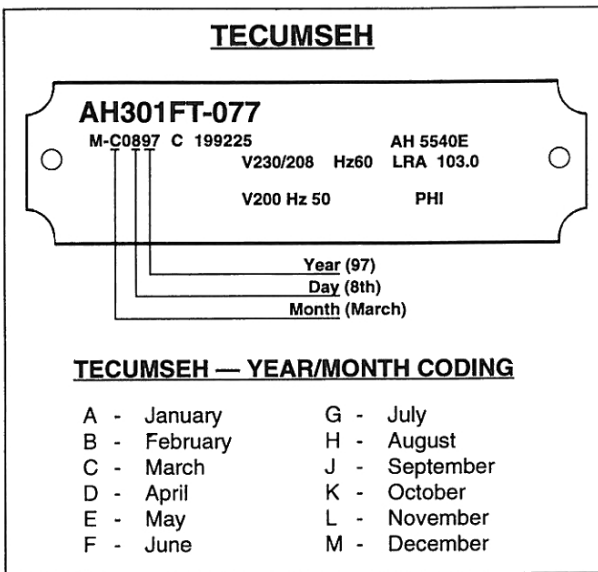 TECUMSEH
AH301FT-077
M-C0897 C 199225 AH 5540E
V230/208 Hz60 LRA 103.0
V200 Hz 50 PHI
Year (97)
Day (8th)
Month (March)
TECUMSEH — YEAR/MONTH CODING
A - January G - July
B - February H - August
C - March J - September
D - April K - October
E - May L - November
F - June M - December